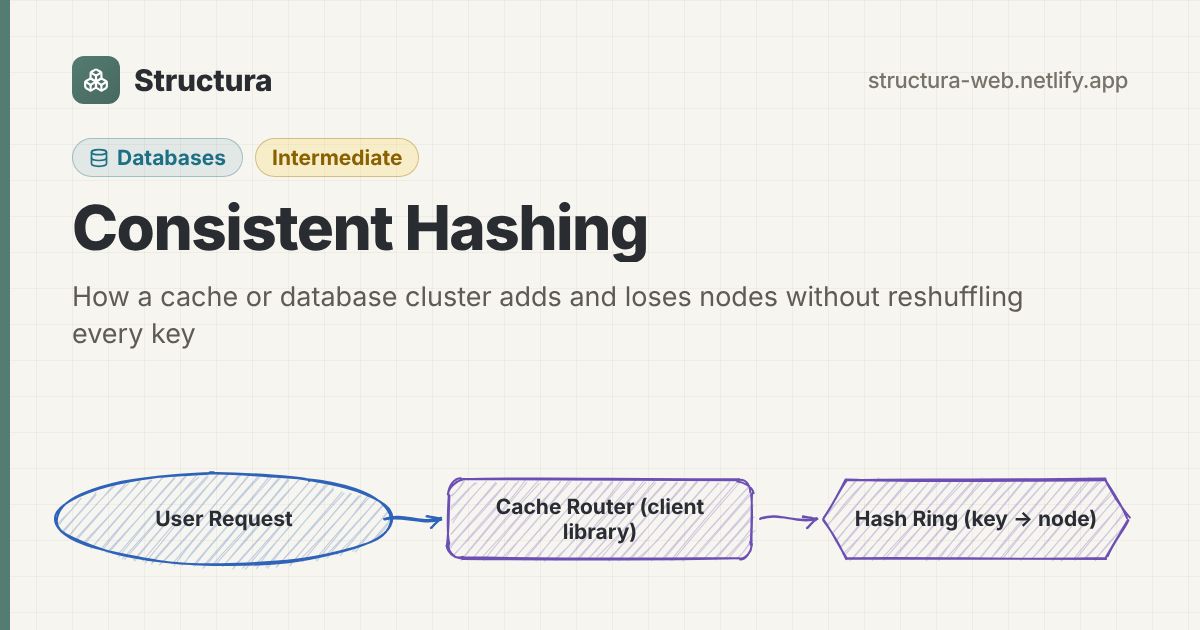 Structura
structura-web.netlify.app
Databases
Intermediate
Consistent Hashing
How a cache or database cluster adds and loses nodes without reshuffling
every key
User Request
Cache Router (client
library)
Hash Ring (key → node)